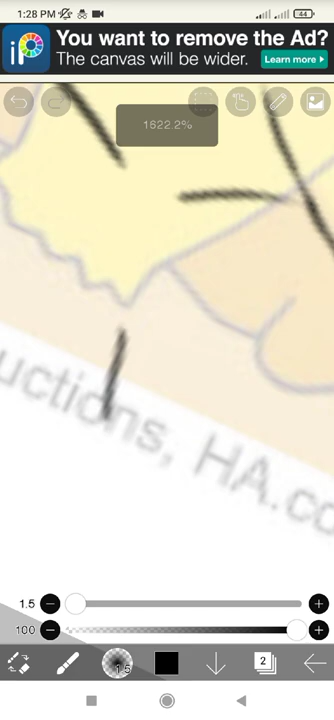 1:28 PM
44
You want to remove the Ad?
The canvas will be wider.
Learn more
1622.2%
uctions, HA.co
1.5
100
1.5
2